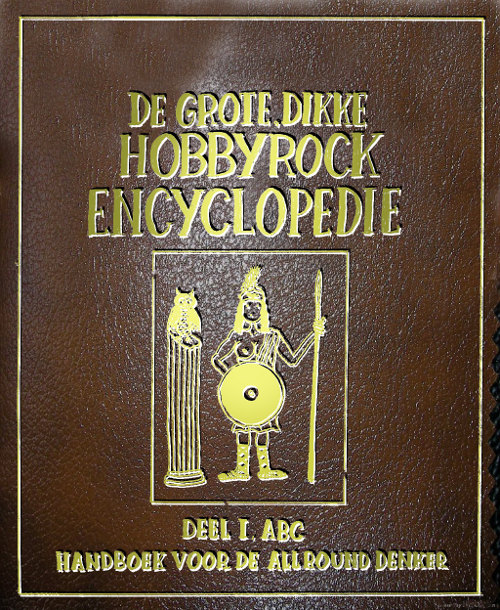 DE GROTE, DIKKE
HOBBYROCK
ENCYCLOPEDIE
DEEL I, ABC
HANDBOEK VOOR DE ALLROUND DENKER